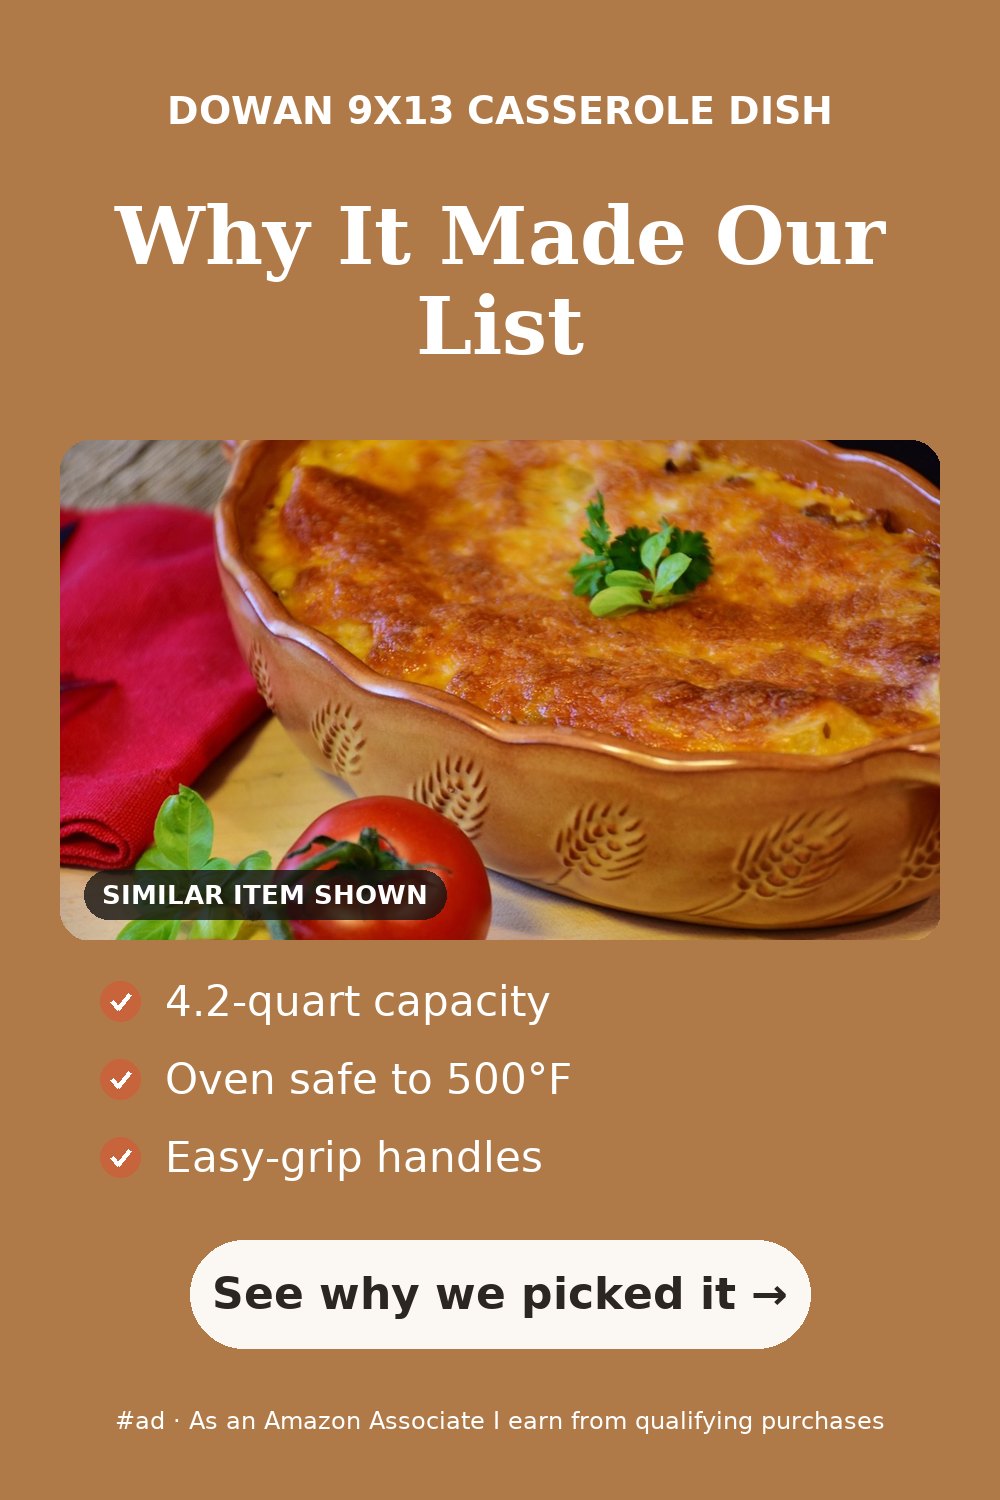 DOWAN 9X13 CASSEROLE DISH
Why It Made Our
List
SIMILAR ITEM SHOWN
4.2-quart capacity
Oven safe to 500°F
Easy-grip handles
See why we picked it →
#ad · As an Amazon Associate I earn from qualifying purchases